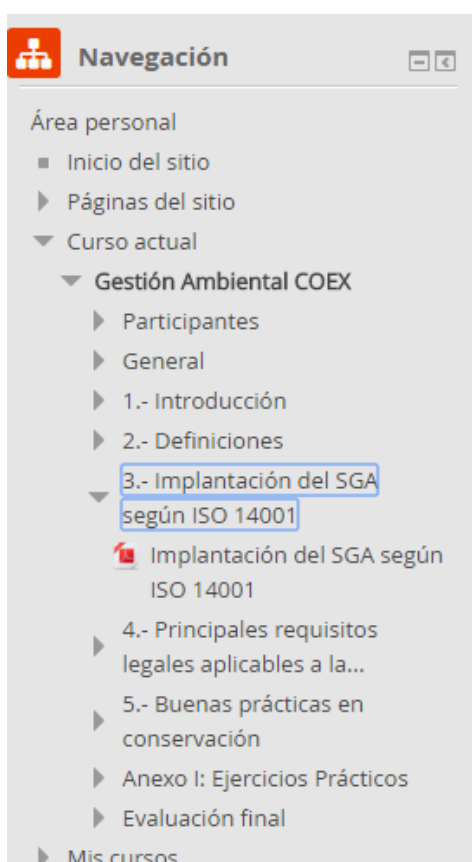 Navegación
Área personal
Inicio del sitio
Páginas del sitio
Curso actual
Gestión Ambiental COEX
Participantes
General
1.- Introducción
2.- Definiciones
3.- Implantación del SGA
según ISO 14001
Implantación del SGA según
ISO 14001
4.- Principales requisitos
legales aplicables a la...
5.- Buenas prácticas en
conservación
Anexo I: Ejercicios Prácticos
Evaluación final
Mis cursos